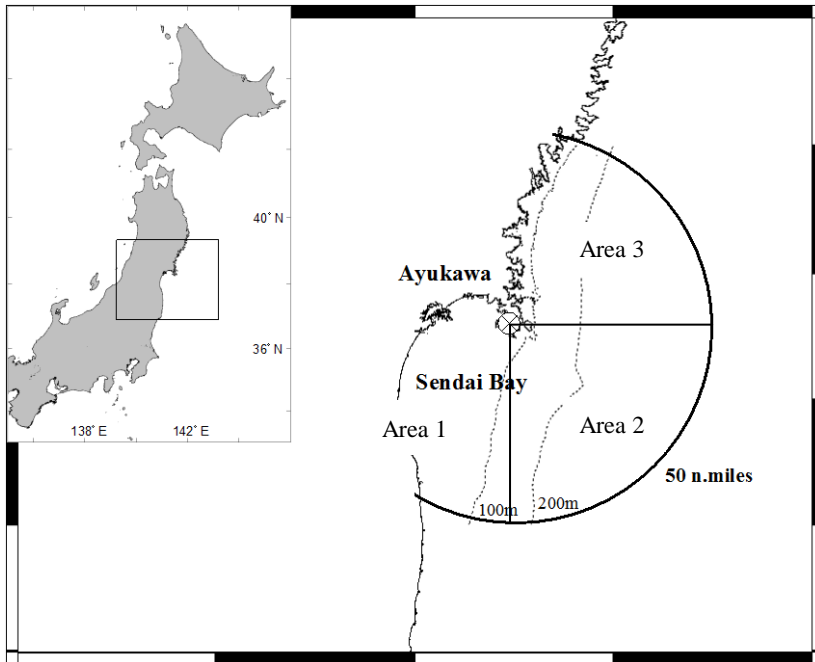 40° N
36° N
138° E
142° E
Area 3
Ayukawa
Sendai Bay
Area 1
Area 2
50 n.miles
100m
200m